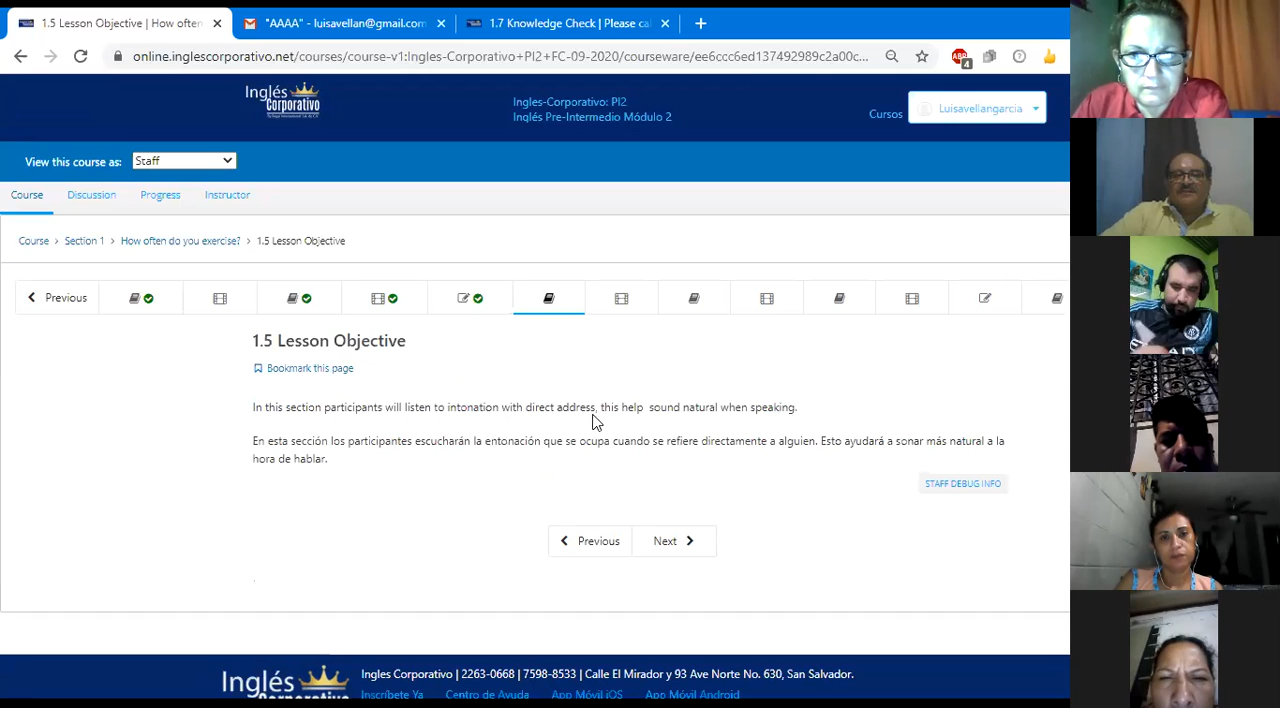 1.5 Lesson Objective | How often
"AAAA" - luisavellan@gmail.com
1.7 Knowledge Check | Please ca
online.inglescorporativo.net/courses/course-v1:Ingles-Corporativo+PI2+FC-09-2020/courseware/ee6ccc6ed137492989c2a00c...
4
Inglés
Corporativo
Ingles-Corporativo: PI2
Inglés Pre-Intermedio Módulo 2
Cursos
Luisavellangarcia
View this course as:
Staff
Course
Discussion
Progress
Instructor
Course > Section 1 > How often do you exercise? > 1.5 Lesson Objective
Previous
1.5 Lesson Objective
Bookmark this page
In this section participants will listen to intonation with direct address, this help sound natural when speaking.
En esta sección los participantes escucharán la entonación que se ocupa cuando se refiere directamente a alguien. Esto ayudará a sonar más natural a la
hora de hablar.
STAFF DEBUG INFO
Previous
Next
Inglés
Corporativo
Ingles Corporativo | 2263-0668 | 7598-8533 | Calle El Mirador y 93 Ave Norte No. 630, San Salvador.
Inscríbete Ya
Centro de Ayuda
App Móvil iOS
App Móvil Android